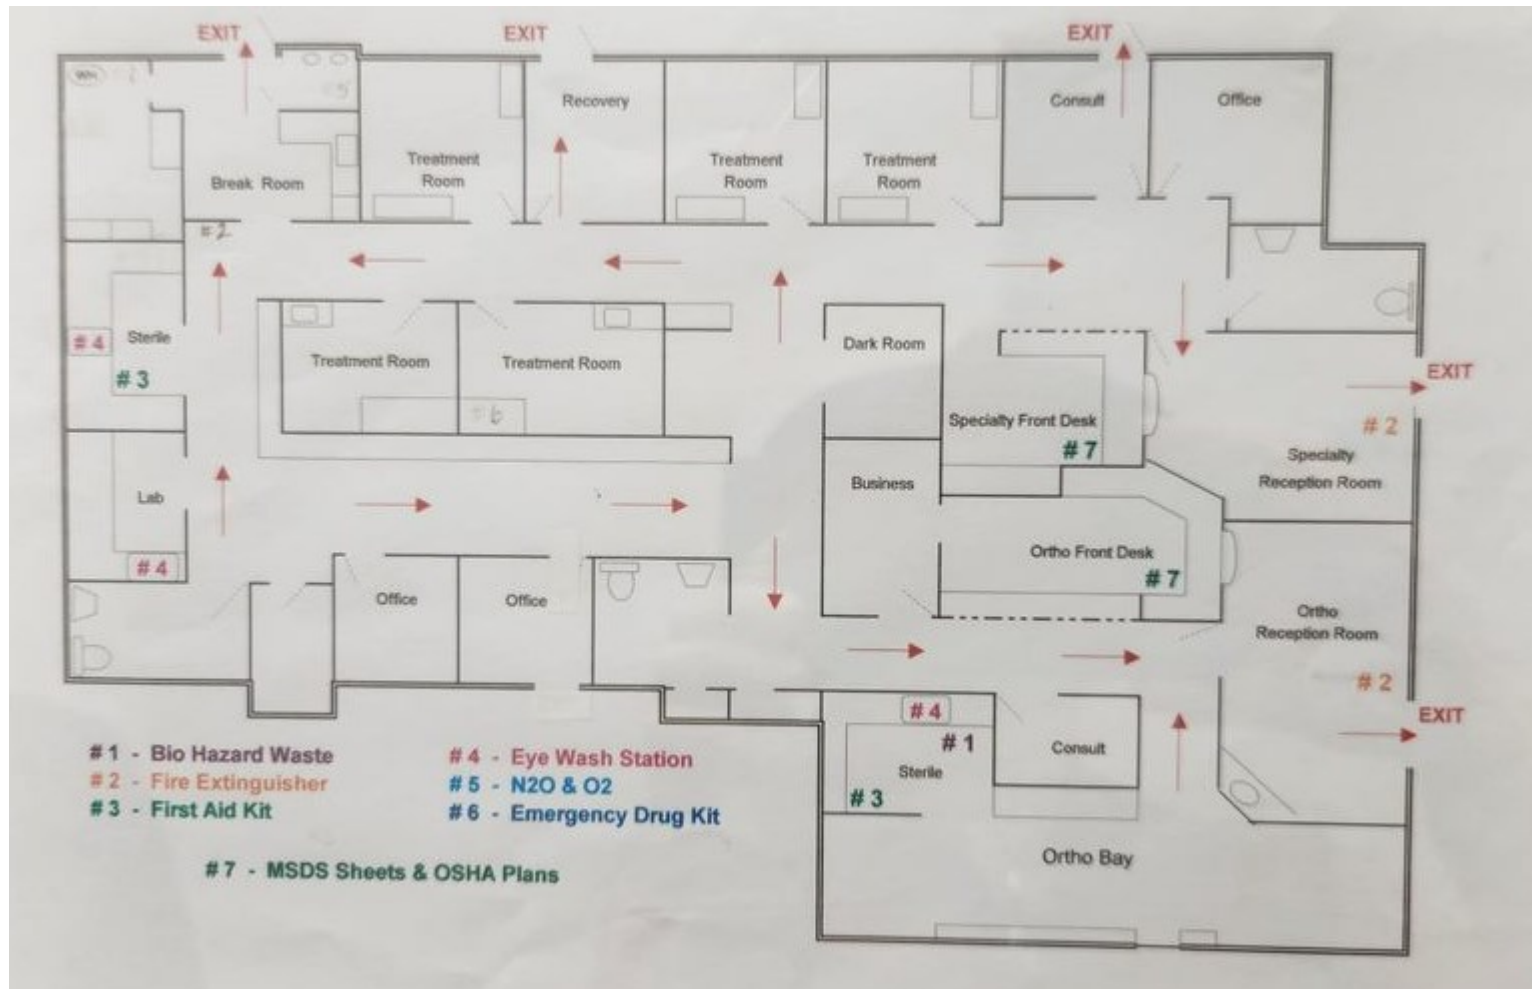 EXIT
EXIT
EXIT
WH
#5
Recovery
Consult
Office
Treatment
Room
Treatment
Room
Treatment
Room
Break Room
#2
Sterile
# 4
# 3
Treatment Room
Treatment Room
#6
Dark Room
EXIT
Specialty Front Desk
# 7
# 2
Specialty
Reception Room
Business
Lab
# 4
Ortho Front Desk
# 7
Office
Office
Ortho
Reception Room
# 2
EXIT
# 4
# 1
Sterile
# 3
Consult
Ortho Bay
# 1 - Bio Hazard Waste
# 2 - Fire Extinguisher
# 3 - First Aid Kit
# 4 - Eye Wash Station
# 5 - N2O & O2
# 6 - Emergency Drug Kit
# 7 - MSDS Sheets & OSHA Plans